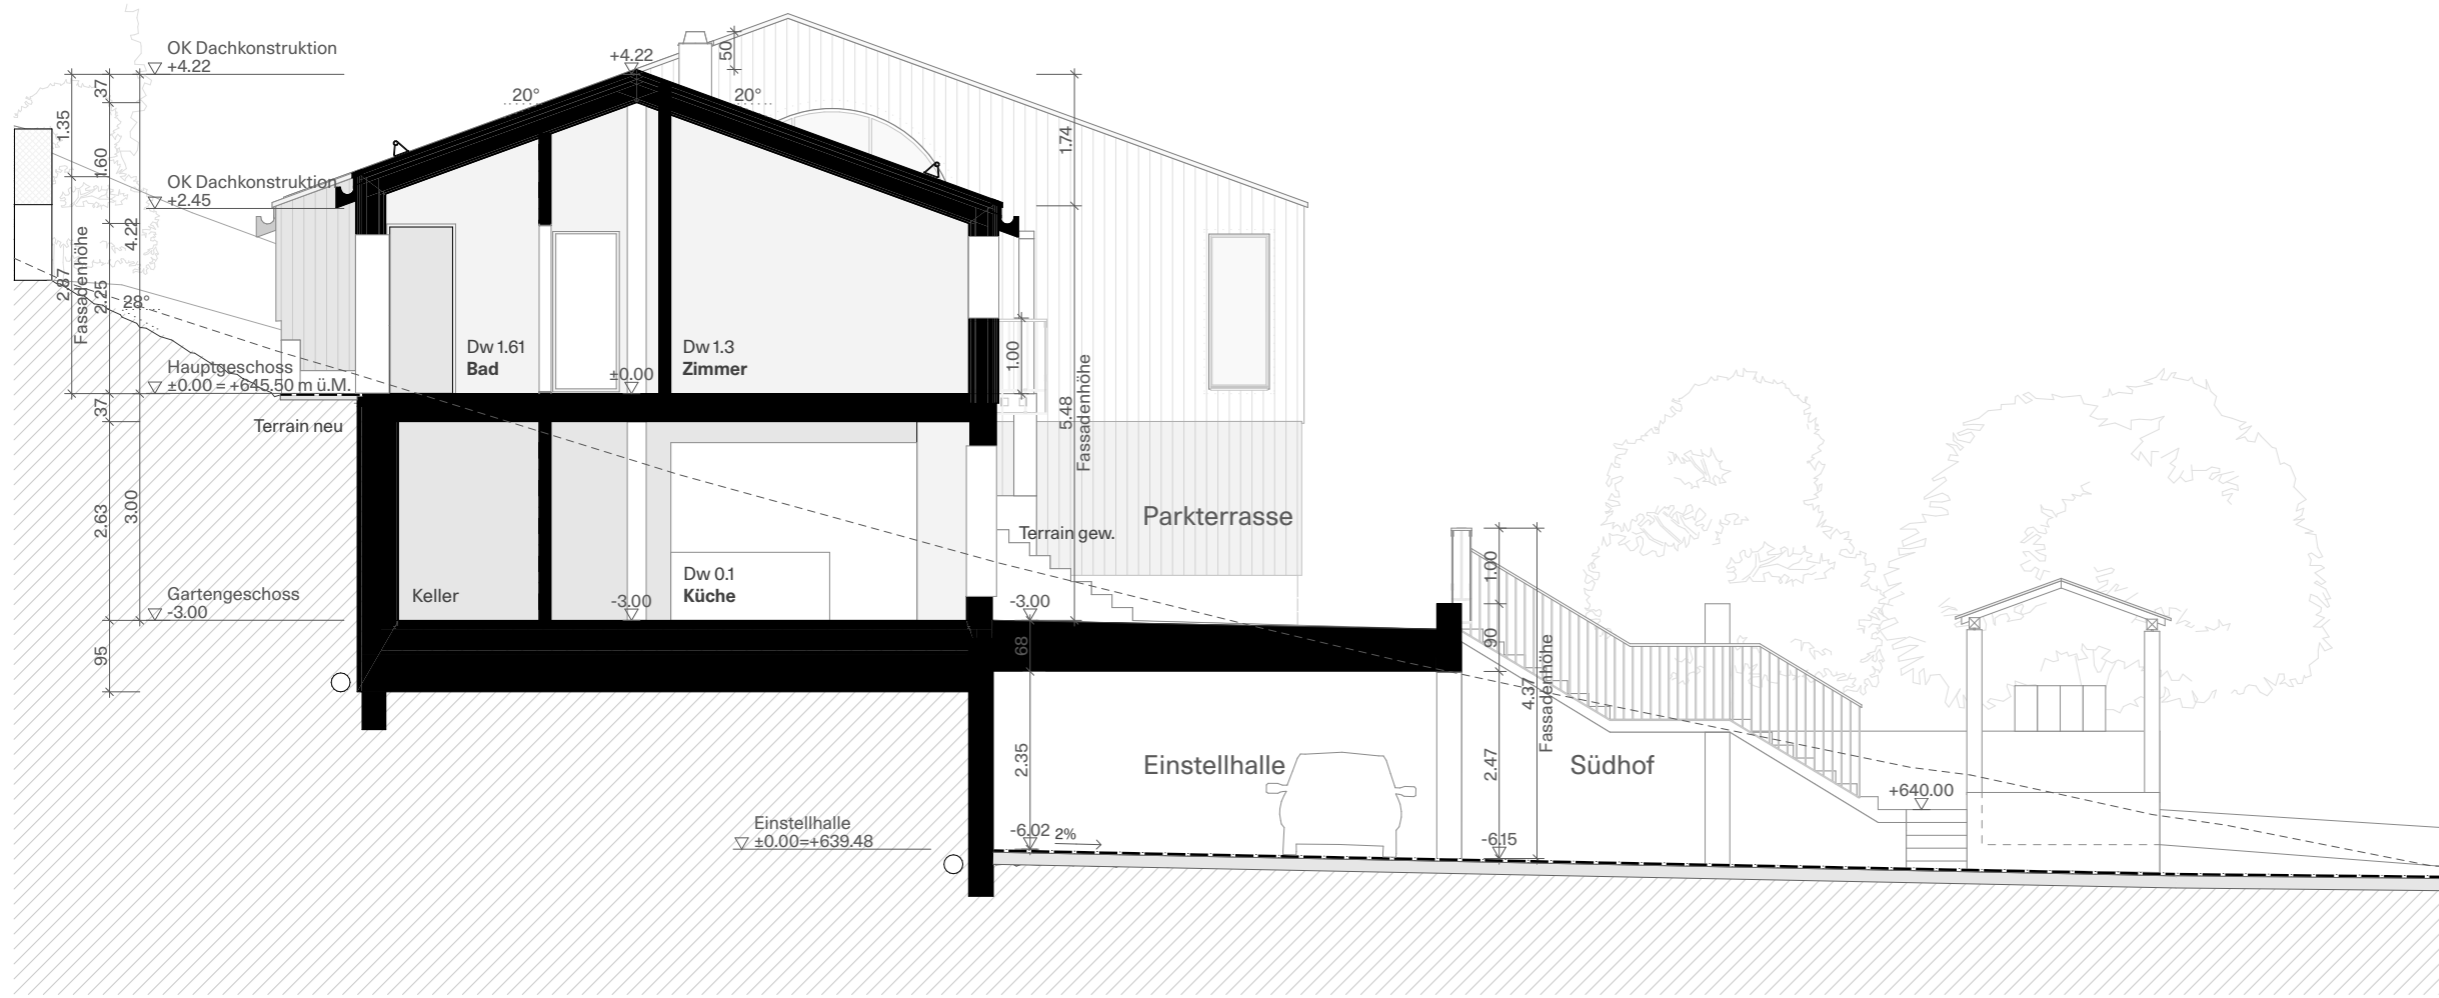 OK Dachkonstruktion
+4.22
37
1.35
1.60
OK Dachkonstruktion
+2.45
4.22
2.87
Fassadenhöhe
2.25
28°
Hauptgeschoss
±0.00 = +645.50 m ü.M.
37
Terrain neu
2.63
3.00
Gartengeschoss
-3.00
95
+4.22
50
20°
20°
1.74
Dw 1.61
Bad
Dw 1.3
Zimmer
±0.00
1.00
5.48
Fassadenhöhe
Parkterrasse
Terrain gew.
Keller
-3.00
Dw 0.1
Küche
-3.00
68
1.00
90
4.37
Fassadenhöhe
2.35
2.47
Einstellhalle
Südhof
+640.00
Einstellhalle
±0.00=+639.48
-6.02
2%
-6.15